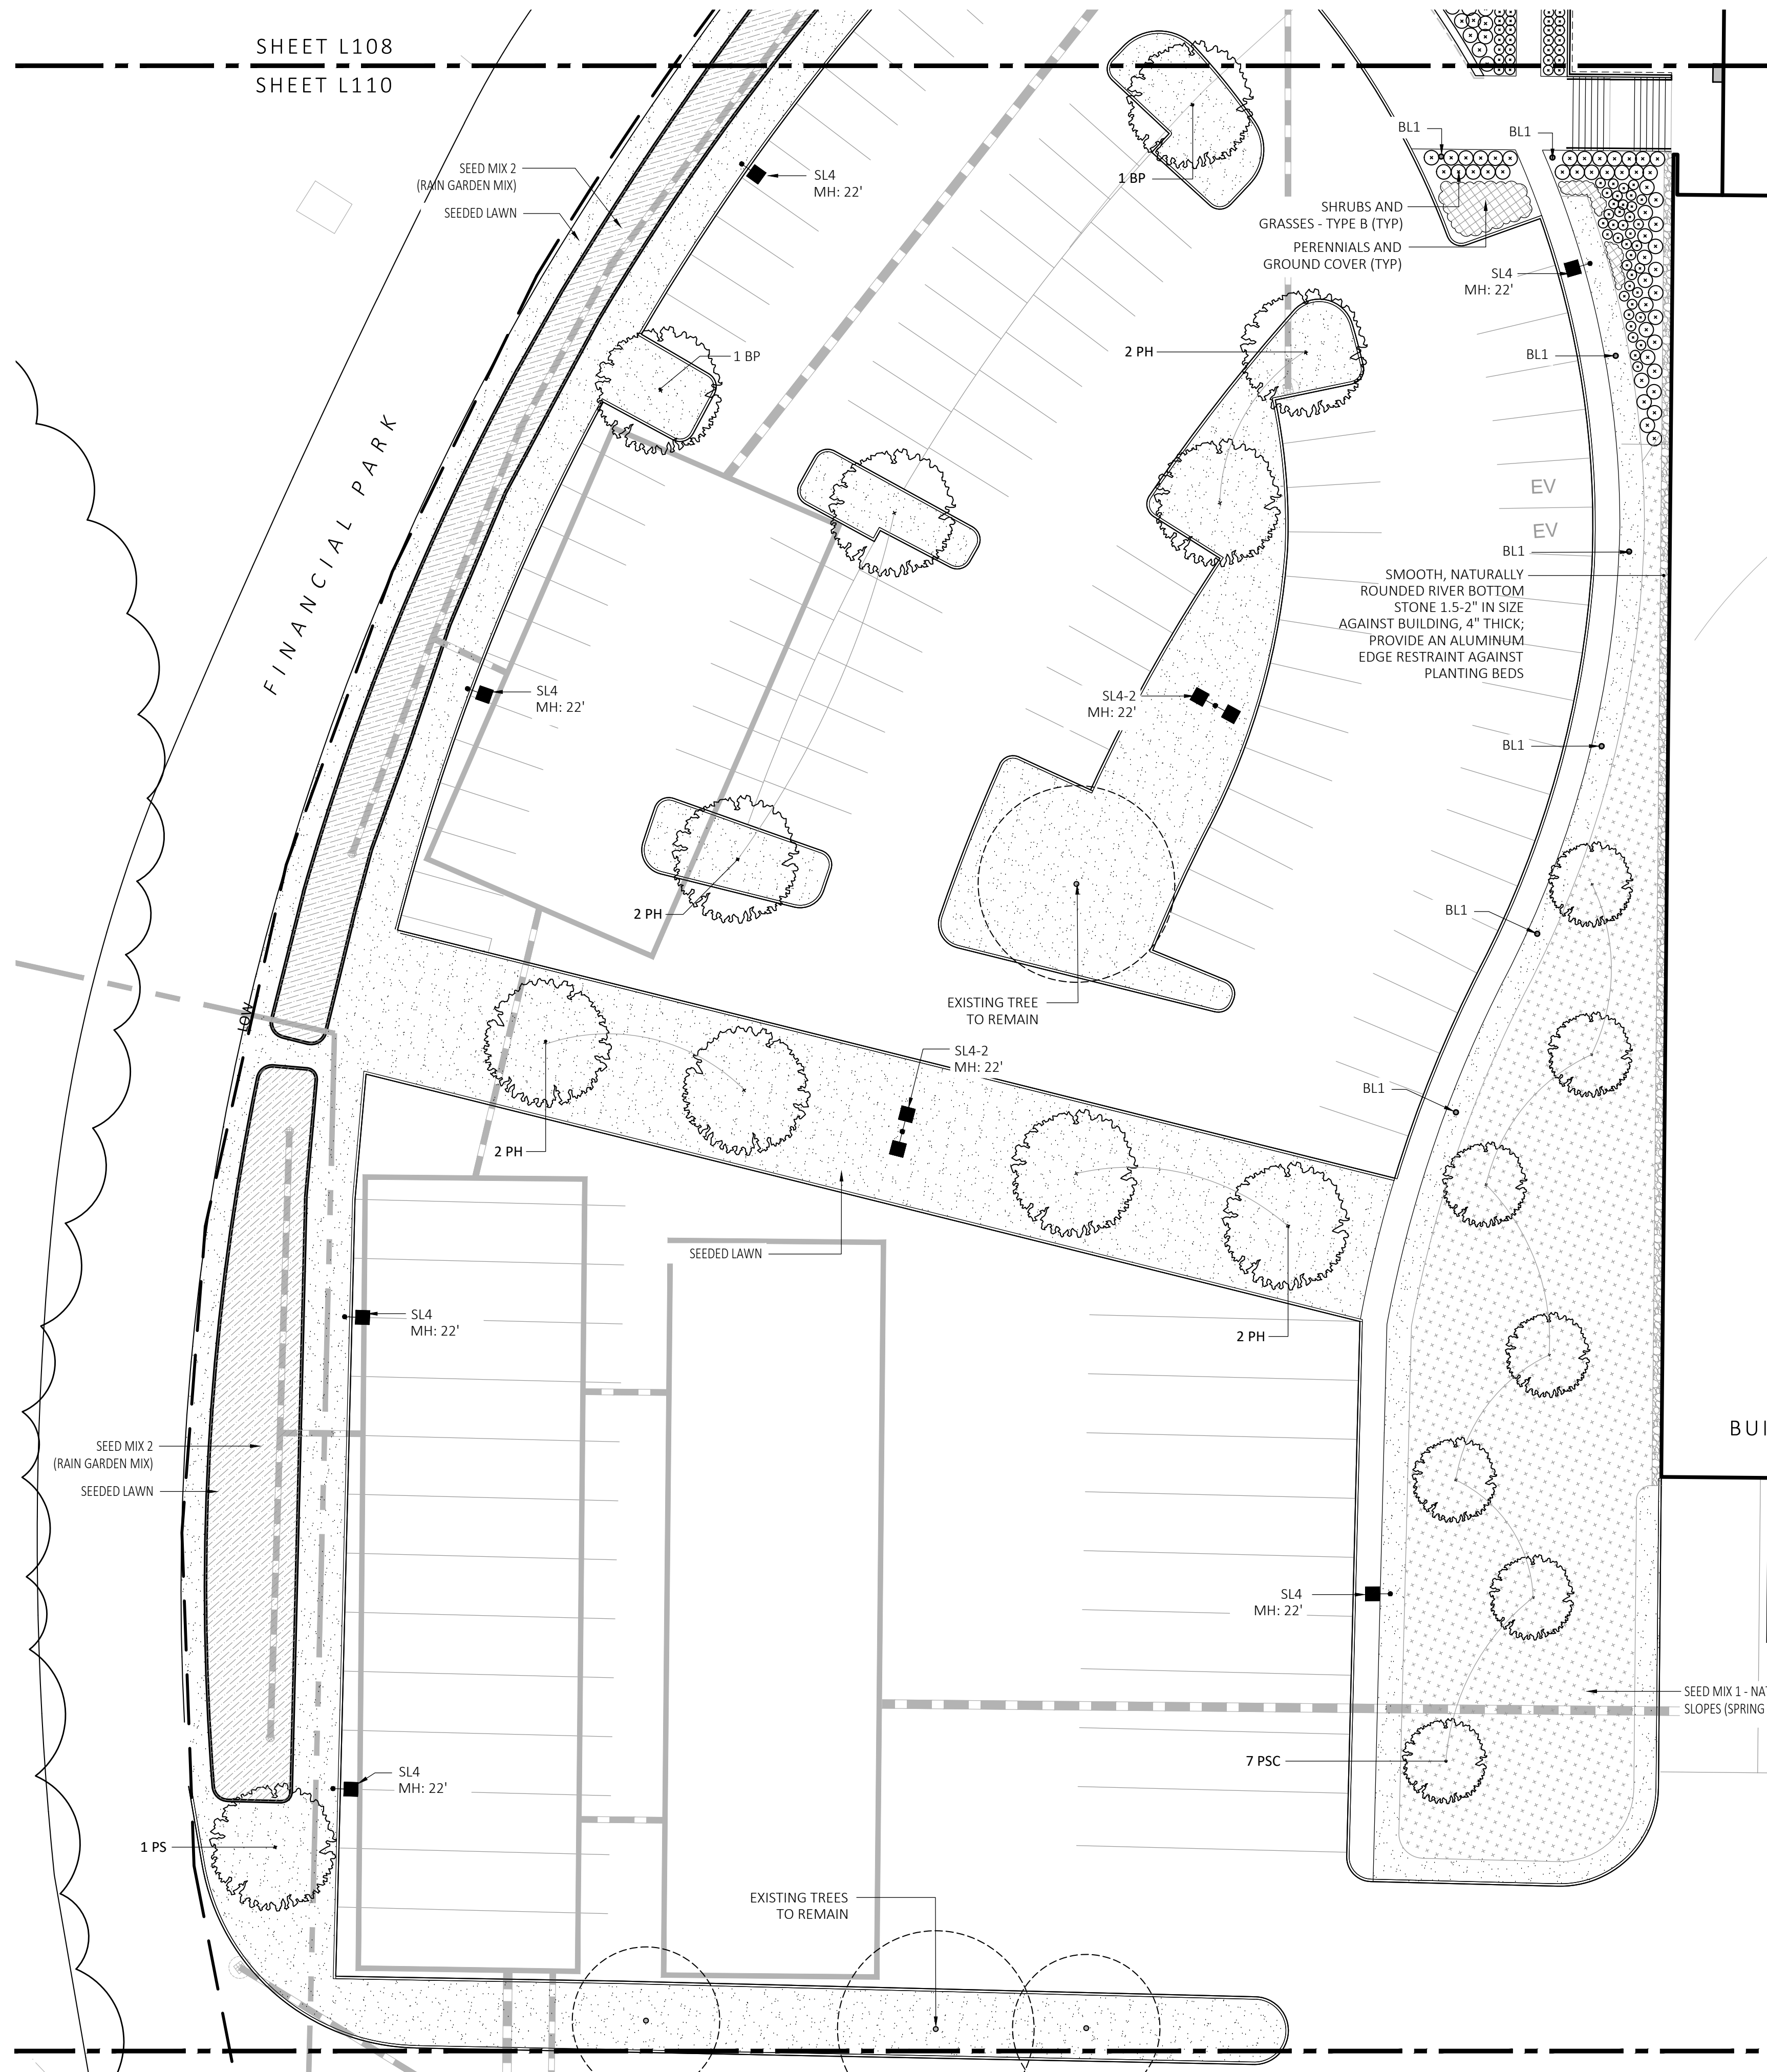 SHEET L108
SHEET L110
BL1
BL1
SEED MIX 2
(RAIN GARDEN MIX)
SL4
MH: 22'
1 BP
SEEDED LAWN
SHRUBS AND
GRASSES - TYPE B (TYP)
PERENNIALS AND
GROUND COVER (TYP)
SL4
MH: 22'
1 BP
2 PH
BL1
FINANCIAL PARK
EV
EV
BL1
SMOOTH, NATURALLY
ROUNDED RIVER BOTTOM
STONE 1.5-2" IN SIZE
AGAINST BUILDING, 4" THICK;
PROVIDE AN ALUMINUM
EDGE RESTRAINT AGAINST
PLANTING BEDS
SL4
MH: 22'
SL4-2
MH: 22'
BL1
2 PH
BL1
EXISTING TREE
TO REMAIN
LOW
SL4-2
MH: 22'
BL1
2 PH
SEEDED LAWN
SL4
MH: 22'
2 PH
BUI
SEED MIX 2
(RAIN GARDEN MIX)
SEEDED LAWN
SL4
MH: 22'
SEED MIX 1 - NAT
SLOPES (SPRING
7 PSC
SL4
MH: 22'
1 PS
EXISTING TREES
TO REMAIN